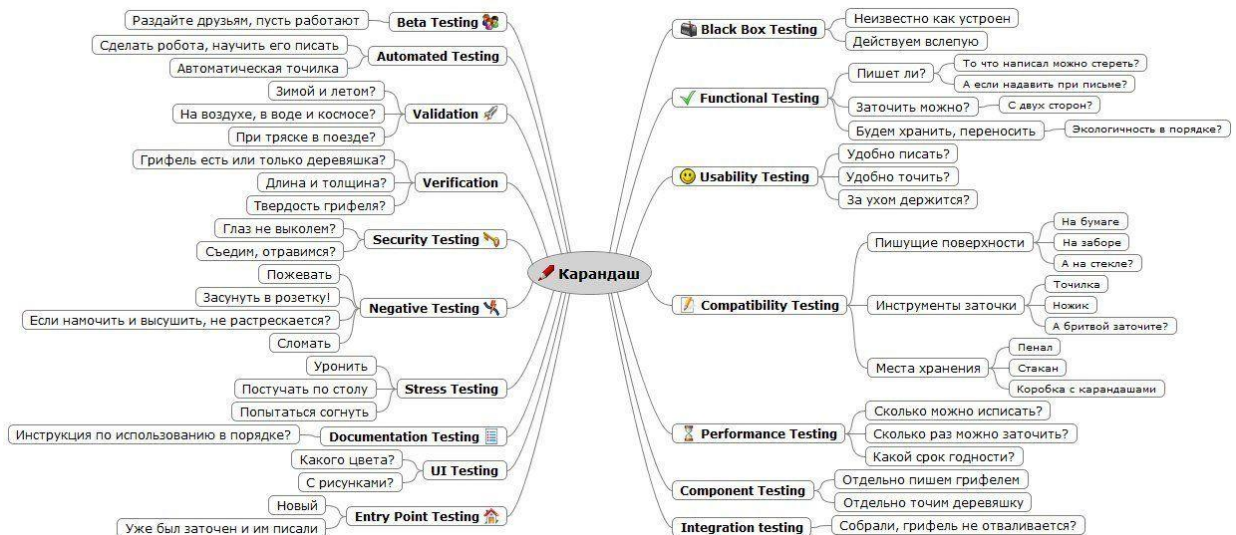 Карандаш
Beta Testing
Раздайте друзьям, пусть работают
Automated Testing
Сделать робота, научить его писать
Автоматическая точилка
Validation
Зимой и летом?
На воздухе, в воде и космосе?
При тряске в поезде?
Verification
Грифель есть или только деревяшка?
Длина и толщина?
Твердость грифеля?
Security Testing
Глаз не выколем?
Съедим, отравимся?
Negative Testing
Пожевать
Засунуть в розетку!
Если намочить и высушить, не растрескается?
Сломать
Stress Testing
Уронить
Постучать по столу
Попытаться согнуть
Documentation Testing
Инструкция по использованию в порядке?
UI Testing
Какого цвета?
С рисунками?
Entry Point Testing
Новый
Уже был заточен и им писали
Black Box Testing
Неизвестно как устроен
Действуем вслепую
Functional Testing
Пишет ли?
То что написал можно стереть?
А если надавить при письме?
Заточить можно?
С двух сторон?
Будем хранить, переносить
Экологичность в порядке?
Usability Testing
Удобно писать?
Удобно точить?
За ухом держится?
Compatibility Testing
Пишущие поверхности
На бумаге
На заборе
А на стекле?
Инструменты заточки
Точилка
Ножик
А бритвой заточите?
Места хранения
Пенал
Стакан
Коробка с карандашами
Performance Testing
Сколько можно исписать?
Сколько раз можно заточить?
Какой срок годности?
Component Testing
Отдельно пишем грифелем
Отдельно точим деревяшку
Integration testing
Собрали, грифель не отваливается?